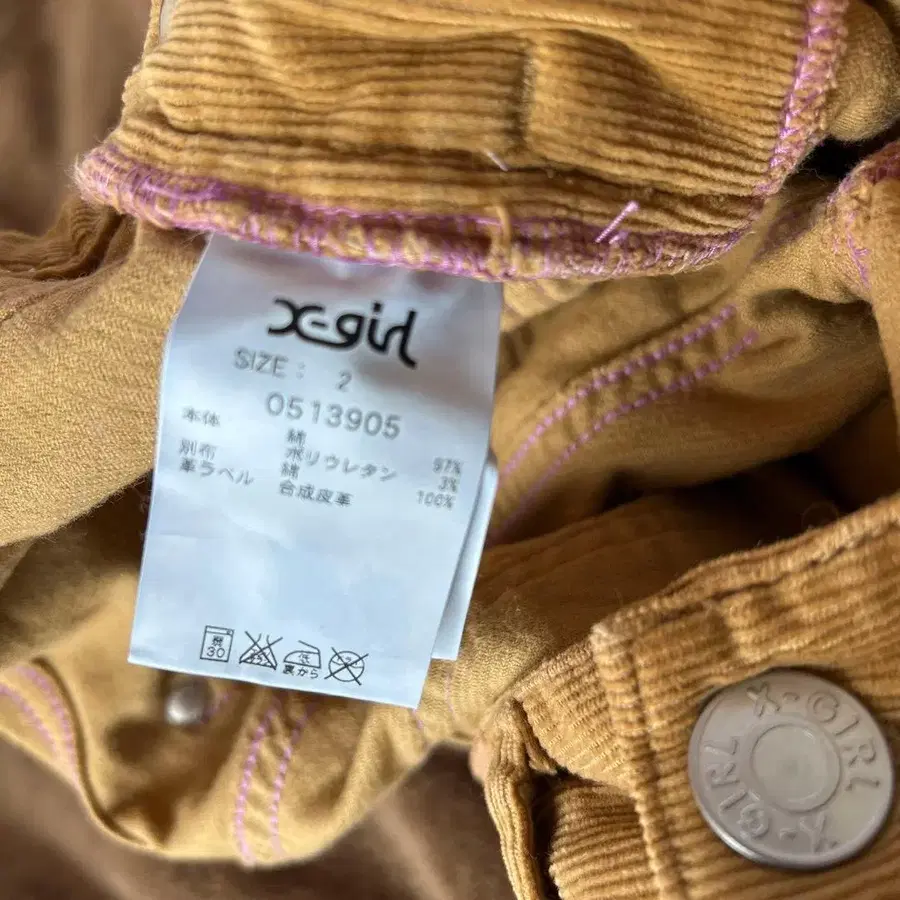 X-girl
SIZE : 2
0513905
本体 綿 97%
ポリウレタン 3%
別布 綿 100%
革ラベル 合成皮革
30
低
裏から
X-GIRL X-GIRL